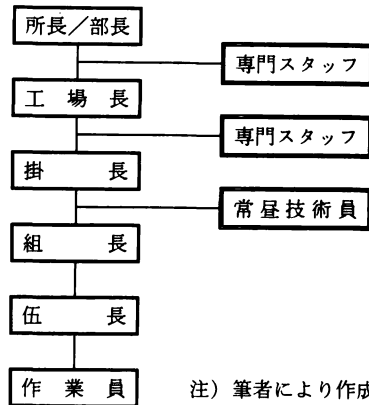 所長／部長
専門スタッフ
工場長
専門スタッフ
掛長
常昼技術員
組長
伍長
作業員
注）筆者により作成